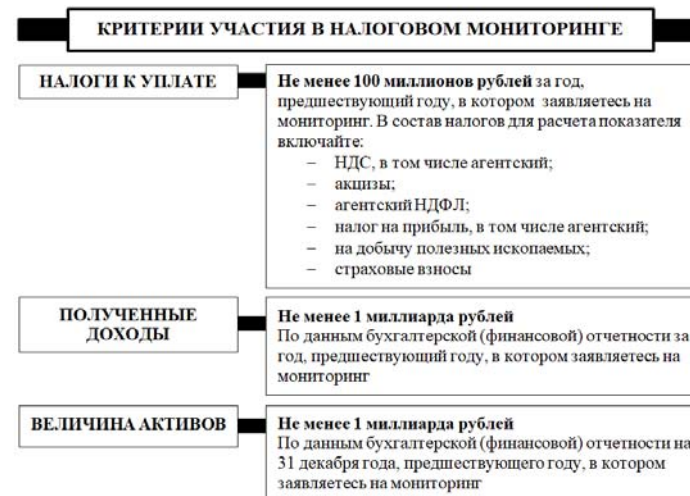 КРИТЕРИИ УЧАСТИЯ В НАЛОГОВОМ МОНИТОРИНГЕ
НАЛОГИ К УПЛАТЕ
Не менее 100 миллионов рублей за год,
предшествующий году, в котором заявляетесь на
мониторинг. В состав налогов для расчета показателя
включайте:
– НДС, в том числе агентский;
– акцизы;
– агентский НДФЛ;
– налог на прибыль, в том числе агентский;
– на добычу полезных ископаемых;
– страховые взносы
ПОЛУЧЕННЫЕ
ДОХОДЫ
Не менее 1 миллиарда рублей
По данным бухгалтерской (финансовой) отчетности за
год, предшествующий году, в котором заявляетесь на
мониторинг
ВЕЛИЧИНА АКТИВОВ
Не менее 1 миллиарда рублей
По данным бухгалтерской (финансовой) отчетности на
31 декабря года, предшествующего году, в котором
заявляетесь на мониторинг